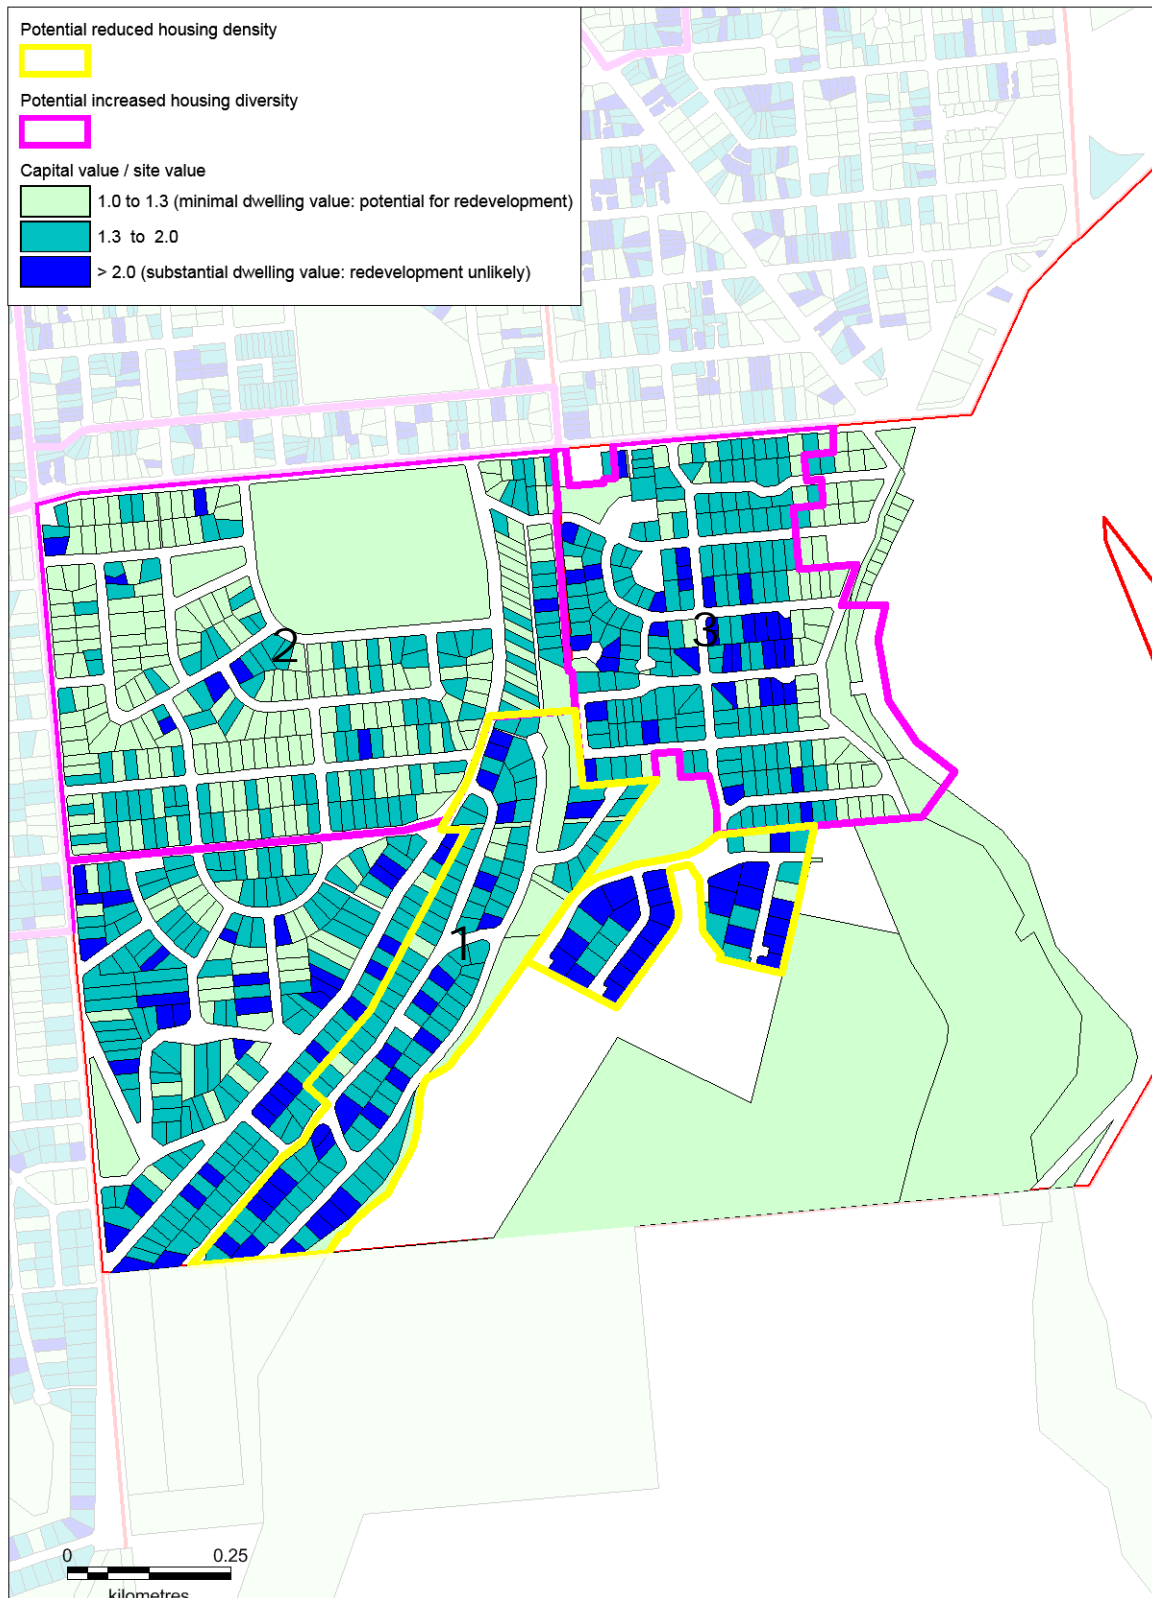 Potential reduced housing density
Potential increased housing diversity
Capital value / site value
1.0 to 1.3 (minimal dwelling value: potential for redevelopment)
1.3 to 2.0
> 2.0 (substantial dwelling value: redevelopment unlikely)
3
2
1
0 0.25
kilometres